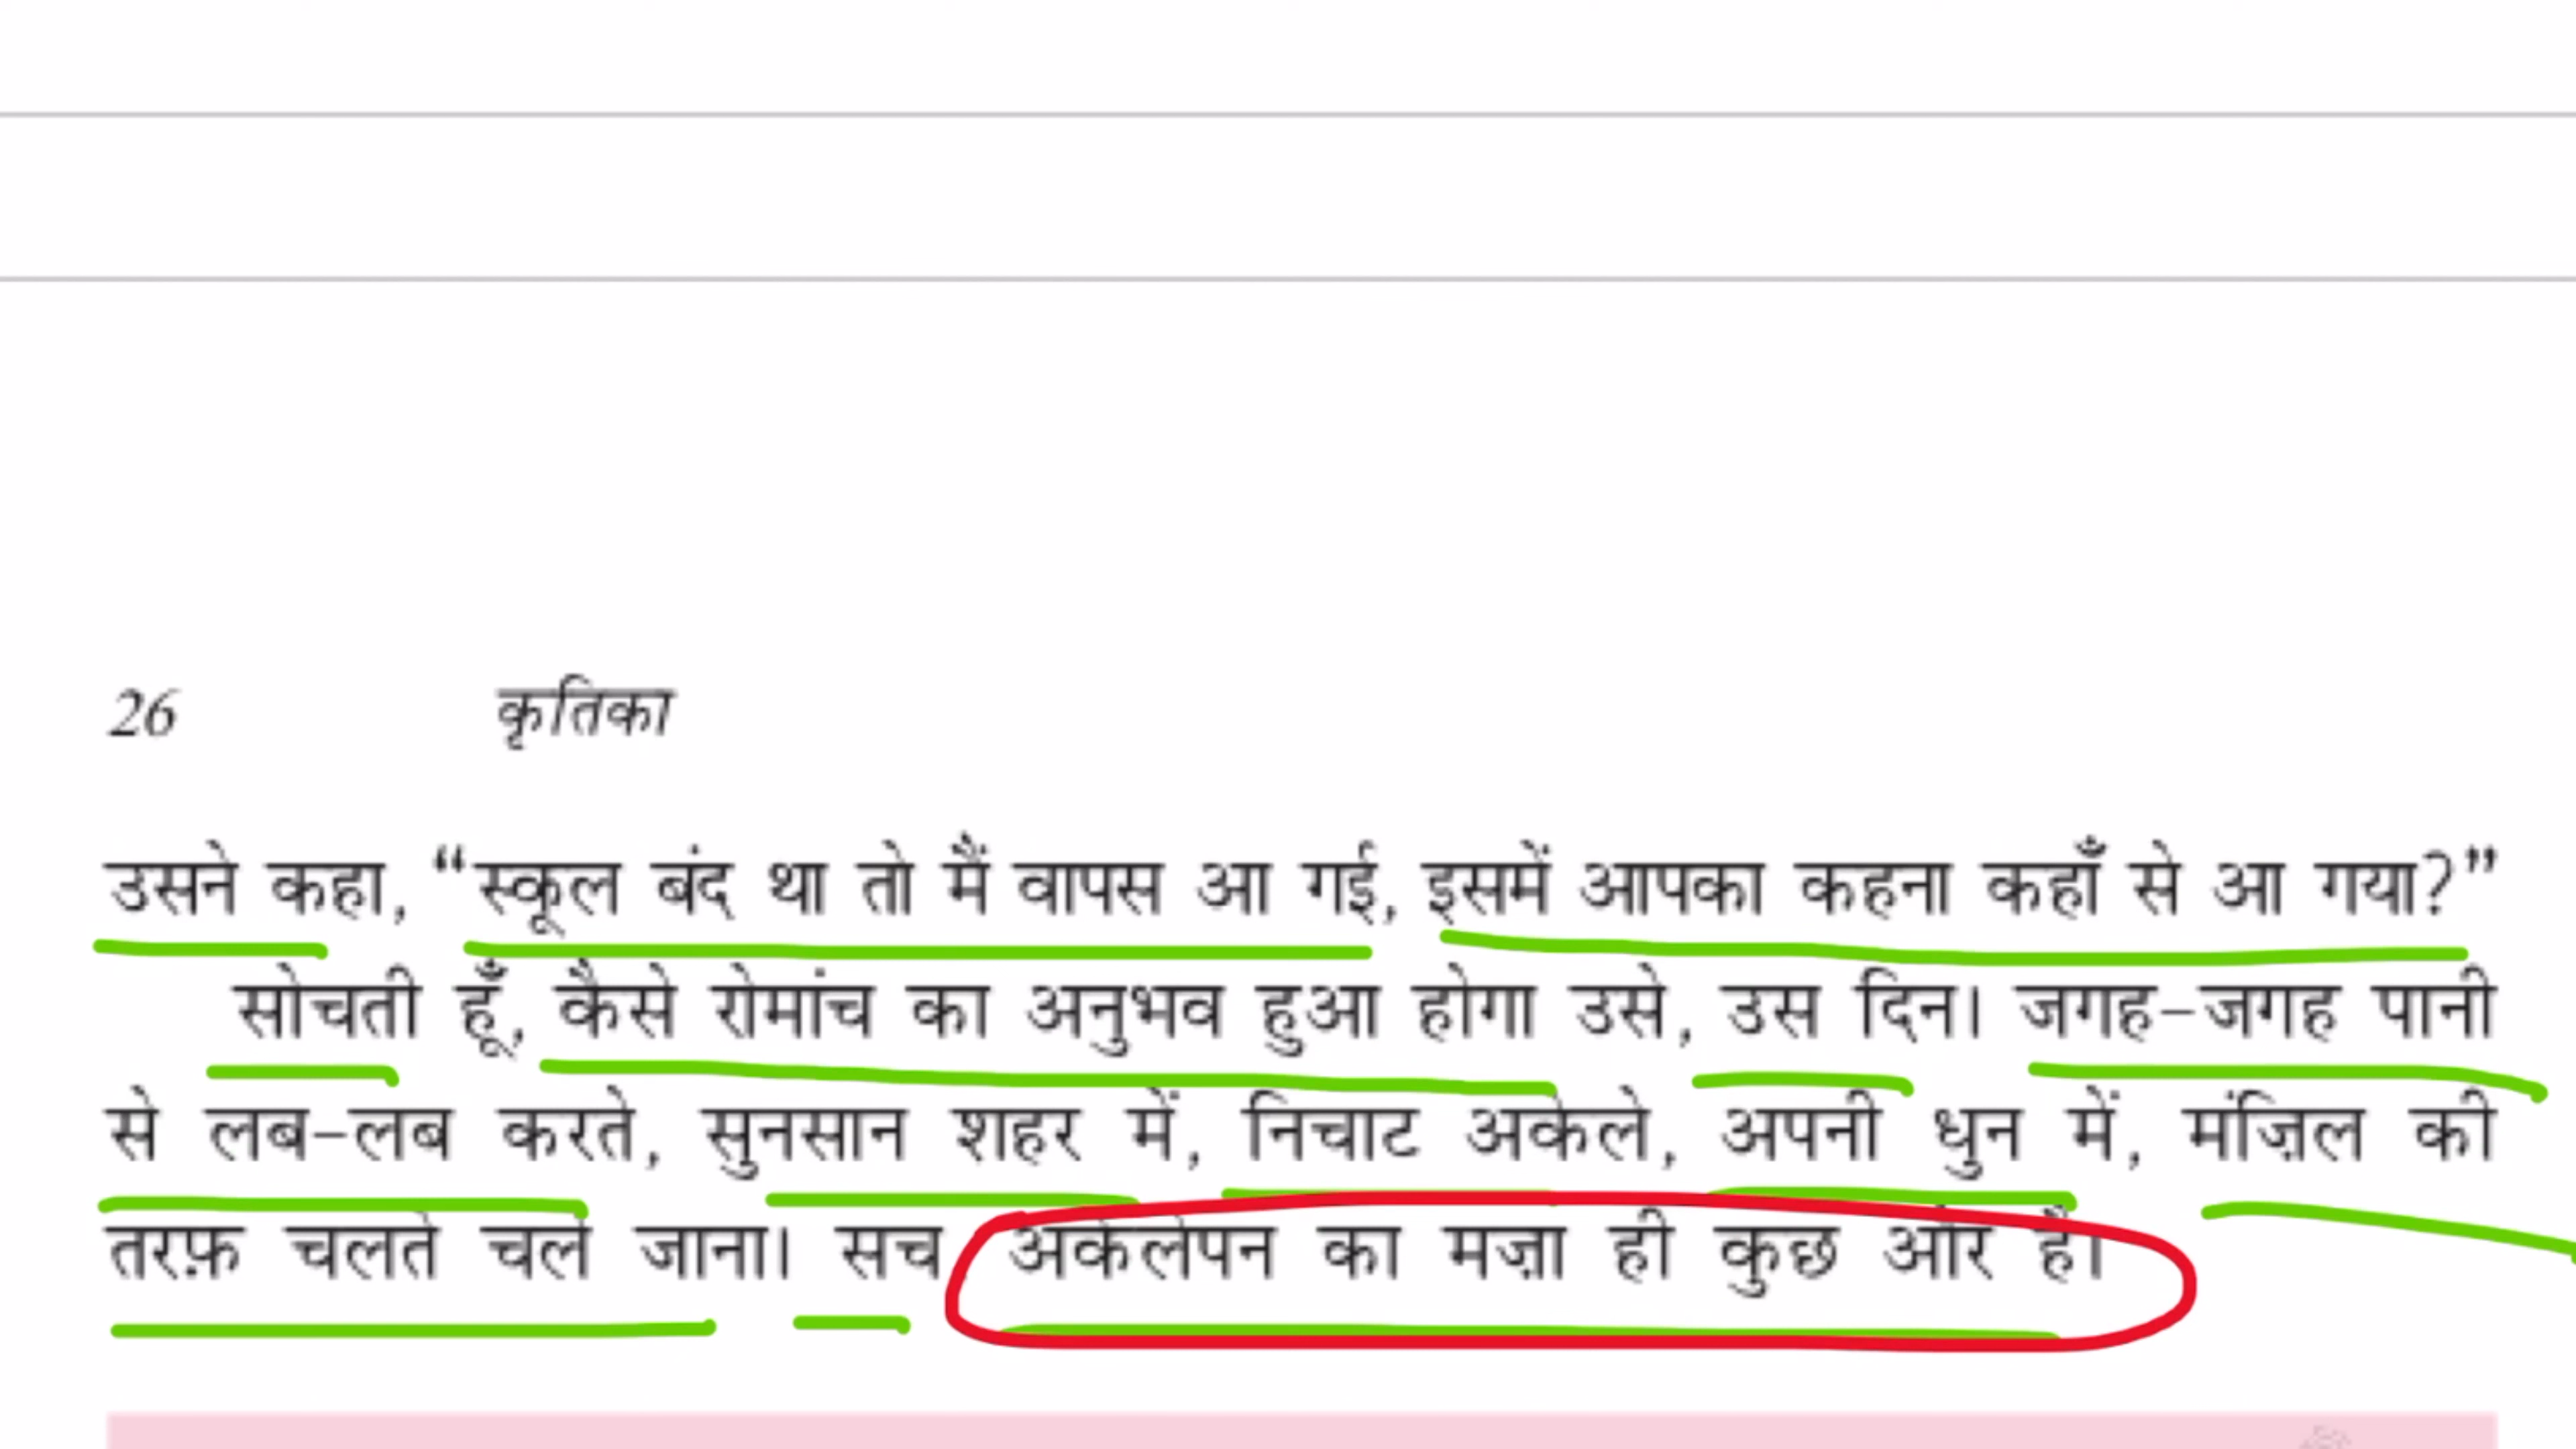 26 कृतिका
उसने कहा, “स्कूल बंद था तो मैं वापस आ गई, इसमें आपका कहना कहाँ से आ गया?”
सोचती हूँ, कैसे रोमांच का अनुभव हुआ होगा उसे, उस दिन। जगह-जगह पानी
से लब-लब करते, सुनसान शहर में, निचाट अकेले, अपनी धुन में, मंज़िल की
तरफ़ चलते चले जाना। सच अकेलेपन का मज़ा ही कुछ और है।